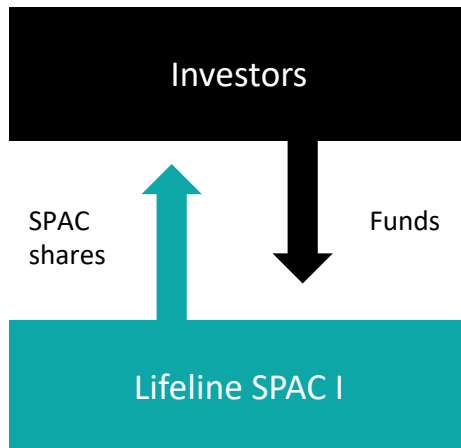 Investors
SPAC
shares
Funds
Lifeline SPAC I